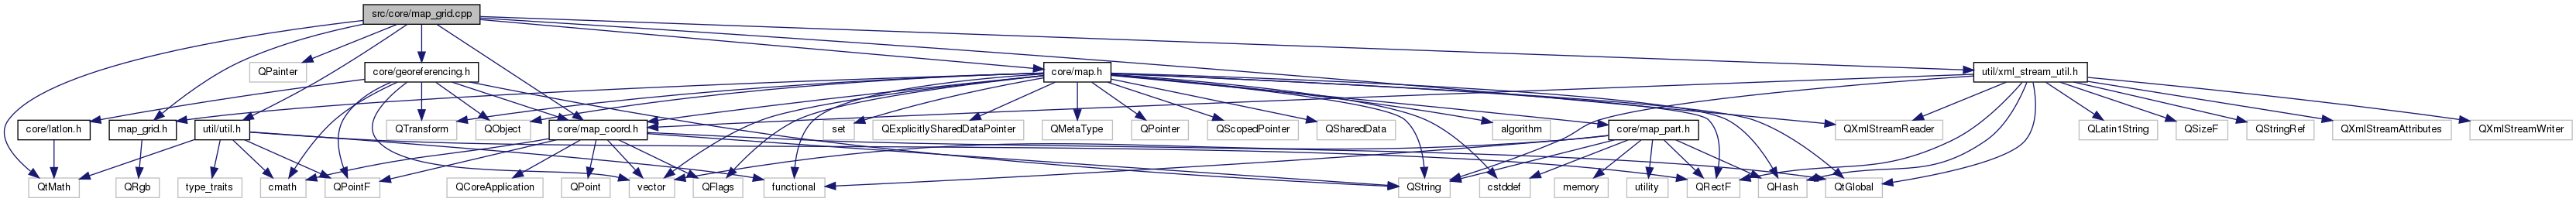 src/core/map_grid.cpp
QPainter
core/georeferencing.h
core/map.h
util/xml_stream_util.h
core/latlon.h
map_grid.h
util/util.h
QTransform
QObject
core/map_coord.h
set
QExplicitlySharedDataPointer
QMetaType
QPointer
QScopedPointer
QSharedData
algorithm
core/map_part.h
QXmlStreamReader
QLatin1String
QSizeF
QStringRef
QXmlStreamAttributes
QXmlStreamWriter
QtMath
QRgb
type_traits
cmath
QPointF
QCoreApplication
QPoint
vector
QFlags
functional
QString
cstddef
memory
utility
QRectF
QHash
QtGlobal